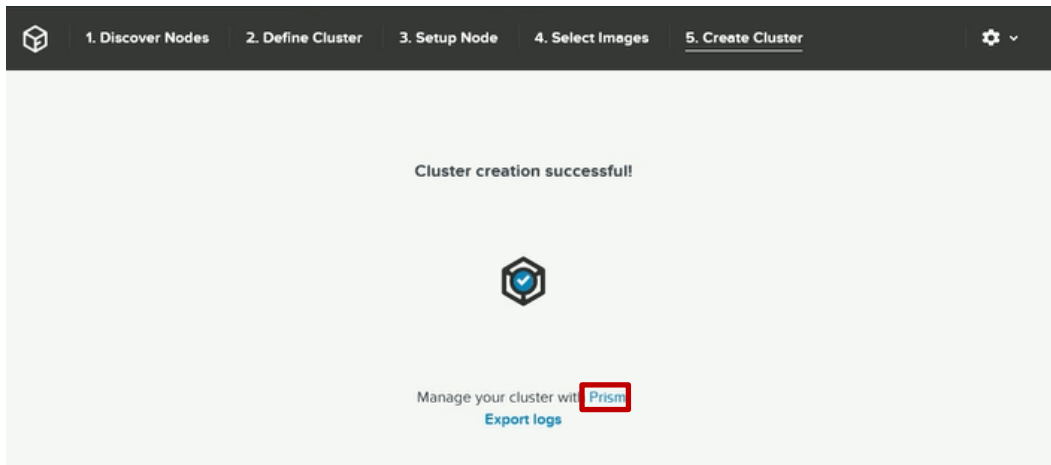 1. Discover Nodes 2. Define Cluster 3. Setup Node 4. Select Images 5. Create Cluster
Cluster creation successful!
Manage your cluster with Prism
Export logs